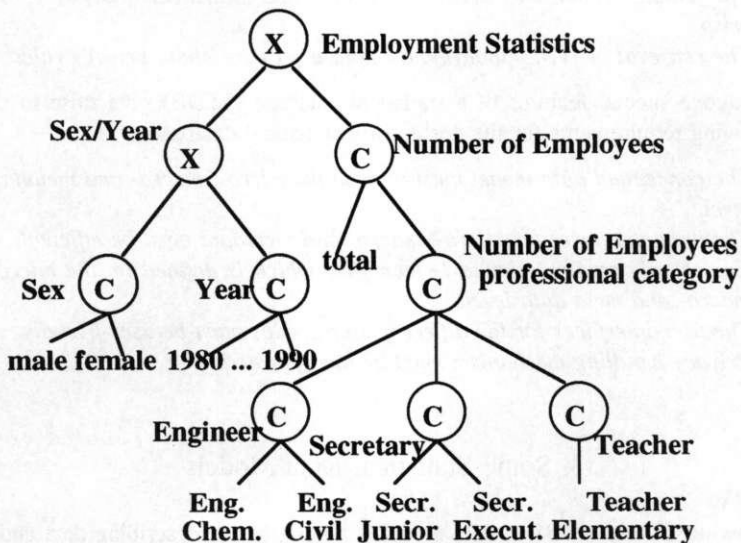 X Employment Statistics
Sex/Year
X C Number of Employees
total Number of Employees
professional category
Sex C Year C C
male female 1980 ... 1990
C C C
Engineer Secretary Teacher
Eng. Eng. Secr. Secr. Teacher
Chem. Civil Junior Execut. Elementary